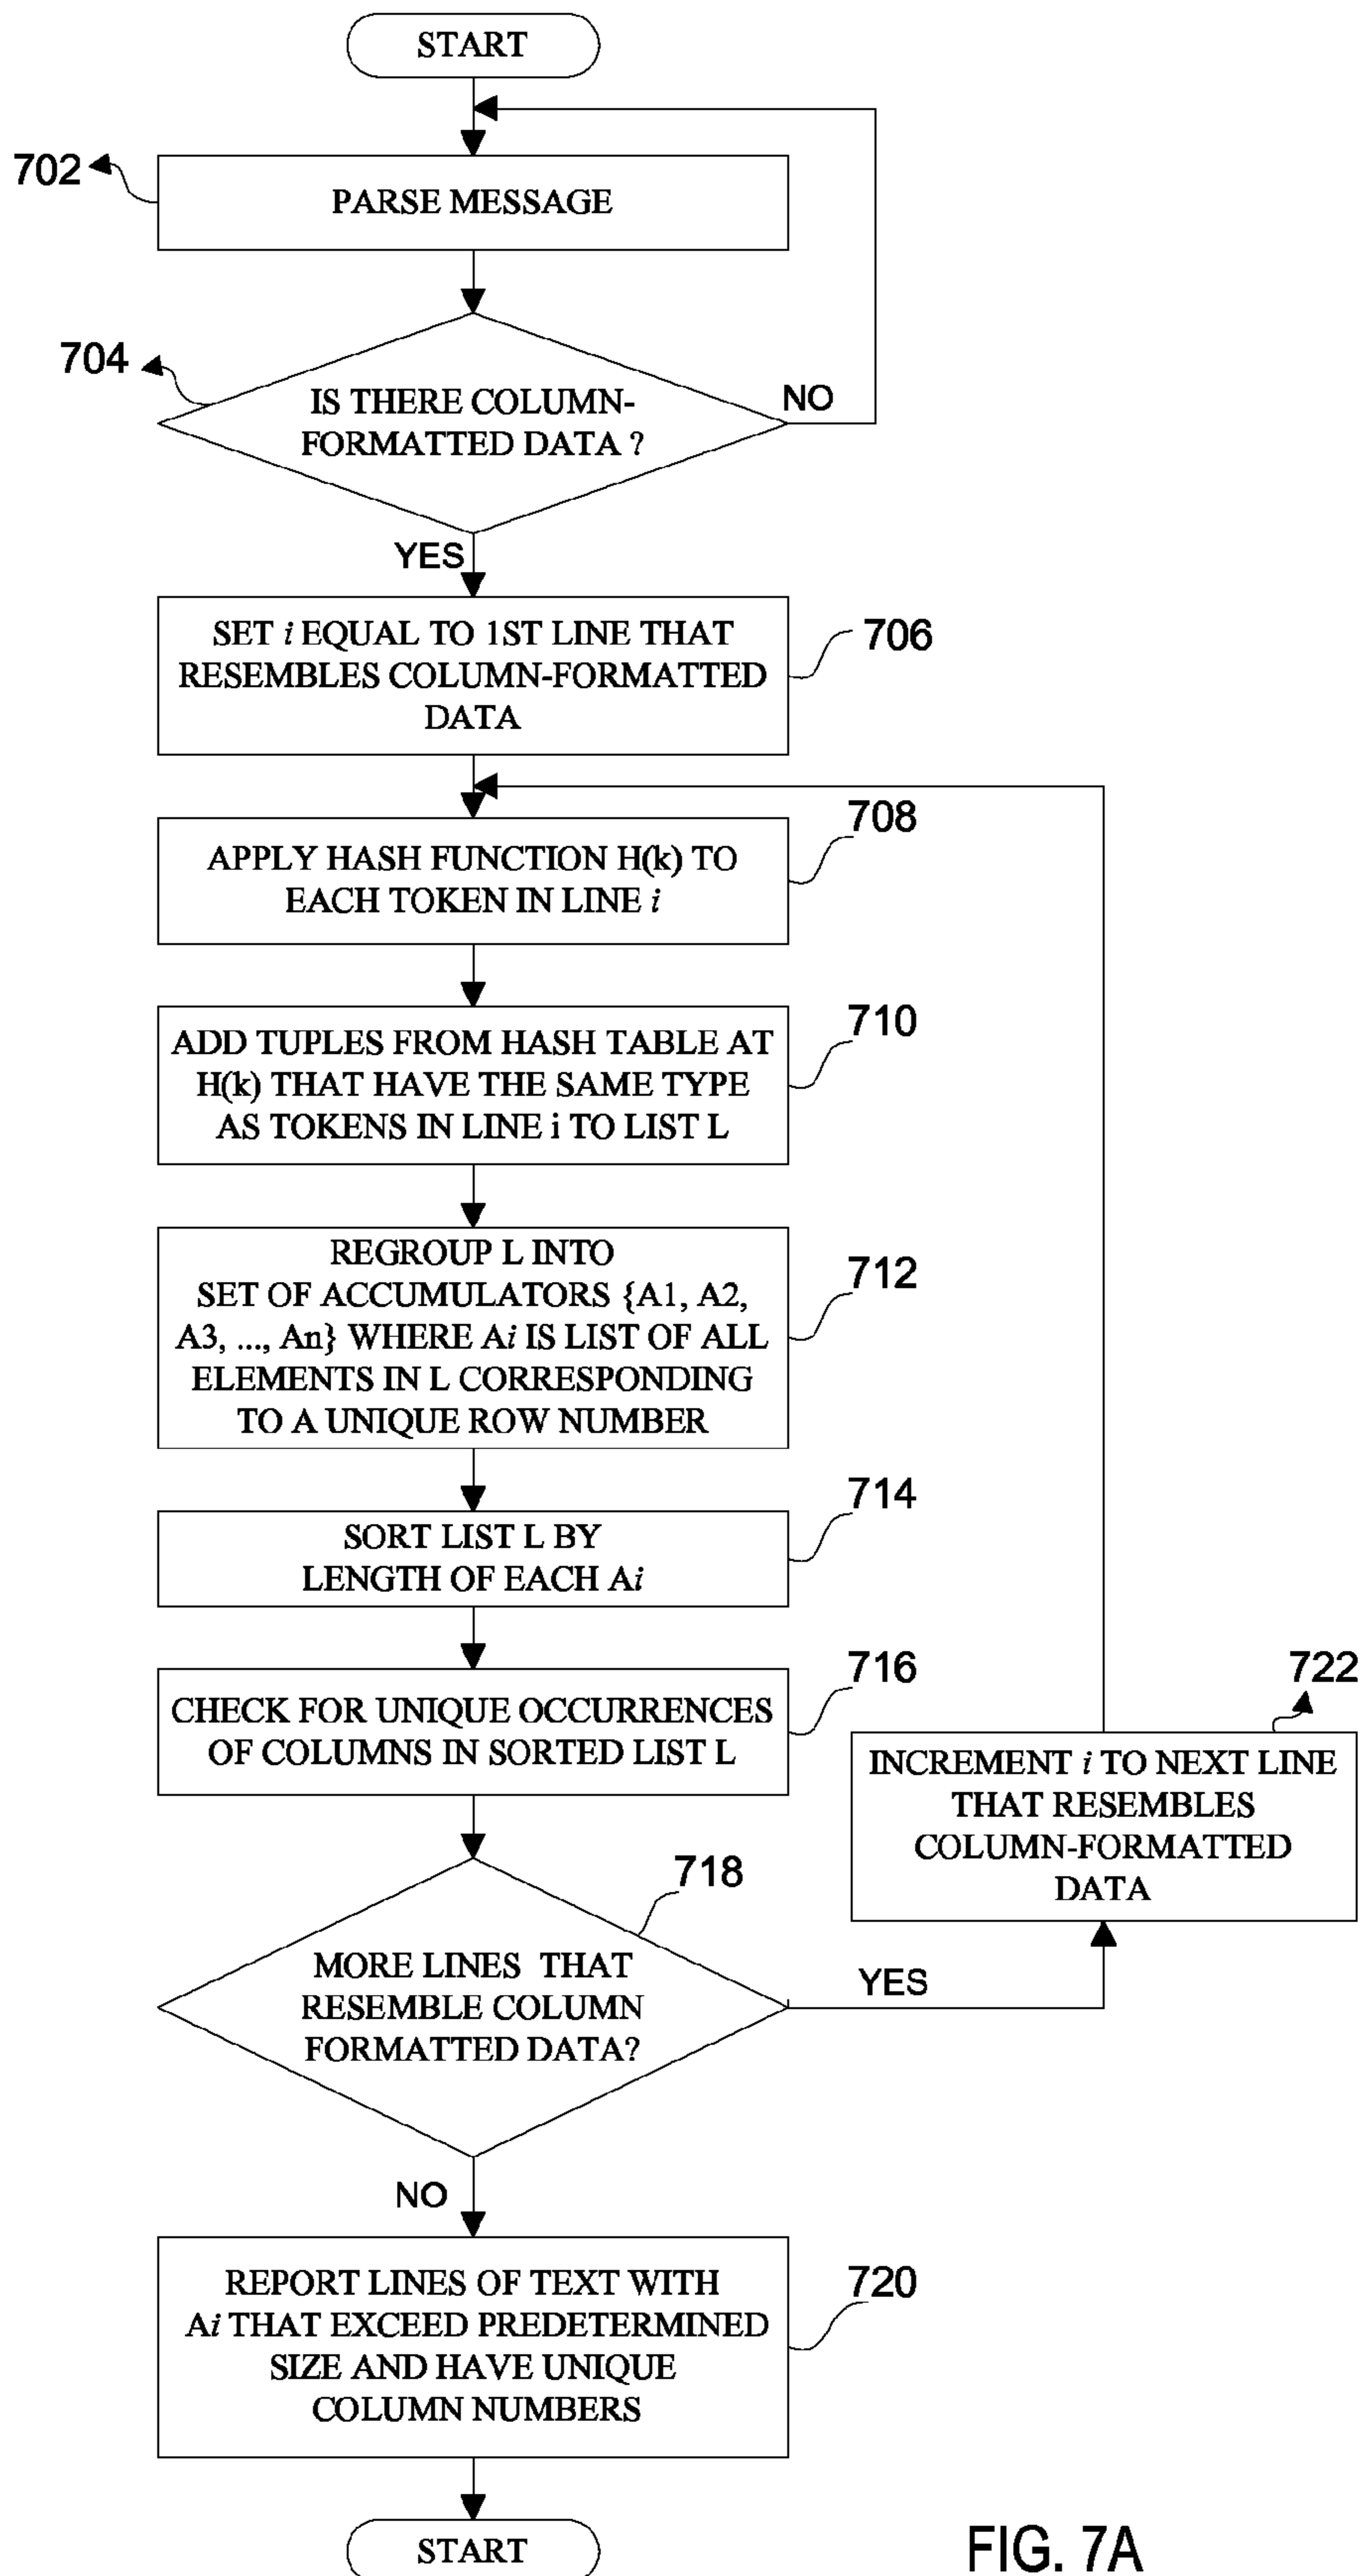 START
702
PARSE MESSAGE
704
IS THERE COLUMN-
FORMATTED DATA ?
NO
YES
SET i EQUAL TO 1ST LINE THAT
RESEMBLES COLUMN-FORMATTED
DATA
706
708
APPLY HASH FUNCTION H(k) TO
EACH TOKEN IN LINE i
710
ADD TUPLES FROM HASH TABLE AT
H(k) THAT HAVE THE SAME TYPE
AS TOKENS IN LINE i TO LIST L
712
REGROUP L INTO
SET OF ACCUMULATORS {A1, A2,
A3, ..., An} WHERE Ai IS LIST OF ALL
ELEMENTS IN L CORRESPONDING
TO A UNIQUE ROW NUMBER
714
SORT LIST L BY
LENGTH OF EACH Ai
716
CHECK FOR UNIQUE OCCURRENCES
OF COLUMNS IN SORTED LIST L
722
INCREMENT i TO NEXT LINE
THAT RESEMBLES
COLUMN-FORMATTED
DATA
718
MORE LINES THAT
RESEMBLE COLUMN
FORMATTED DATA?
YES
NO
720
REPORT LINES OF TEXT WITH
Ai THAT EXCEED PREDETERMINED
SIZE AND HAVE UNIQUE
COLUMN NUMBERS
START
FIG. 7A